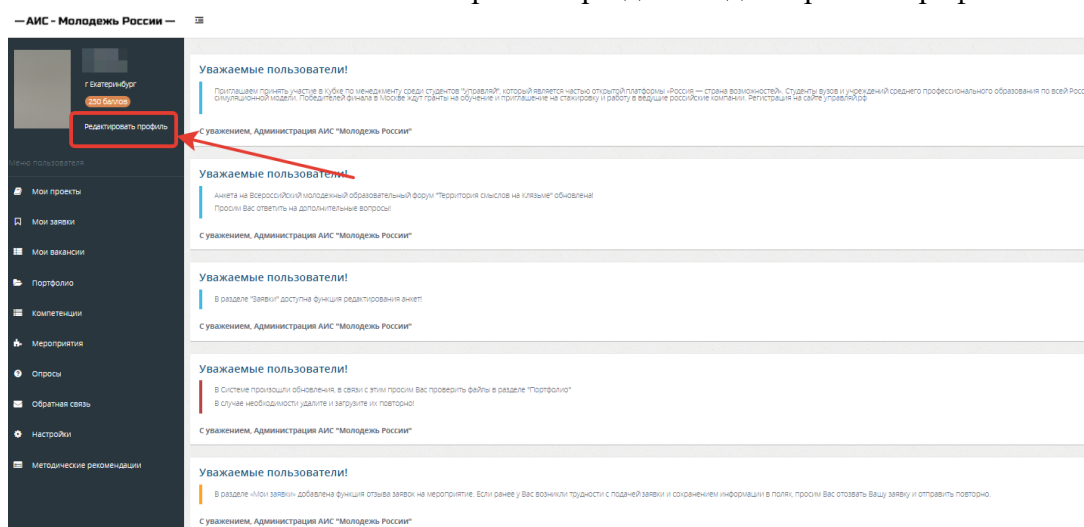 — АИС - Молодежь России —
г Екатеринбург
250 баллов
Редактировать профиль
Меню пользователя
Мои проекты
Мои заявки
Мои вакансии
Портфолио
Компетенции
Мероприятия
Опросы
Обратная связь
Настройки
Методические рекомендации
Уважаемые пользователи!
Приглашаем принять участие в Кубке по менеджменту среди студентов "Управляй!", который является частью открытой платформы «Россия — страна возможностей». Студенты вузов и учреждений среднего профессионального образования по всей
симуляционной модели. Победителей финала в Москве ждут гранты на обучение и приглашение на стажировку и работу в ведущие российские компании. Регистрация на сайте управляй.рф
С уважением, Администрация АИС "Молодежь России"
Уважаемые пользователи!
Анкета на Всероссийский молодежный образовательный форум "Территория смыслов на Клязьме" обновлена!
Просим Вас ответить на дополнительные вопросы!
С уважением, Администрация АИС "Молодежь России"
Уважаемые пользователи!
В разделе "Заявки" доступна функция редактирования анкет!
С уважением, Администрация АИС "Молодежь России"
Уважаемые пользователи!
В Системе произошли обновления, в связи с этим просим Вас проверить файлы в разделе "Портфолио"
В случае необходимости удалите и загрузите их повторно!
С уважением, Администрация АИС "Молодежь России"
Уважаемые пользователи!
В разделе «Мои заявки» добавлена функция отзыва заявок на мероприятие. Если ранее у Вас возникли трудности с подачей заявки и сохранением информации в полях, просим Вас отозвать Вашу заявку и отправить повторно.
С уважением, Администрация АИС "Молодежь России"